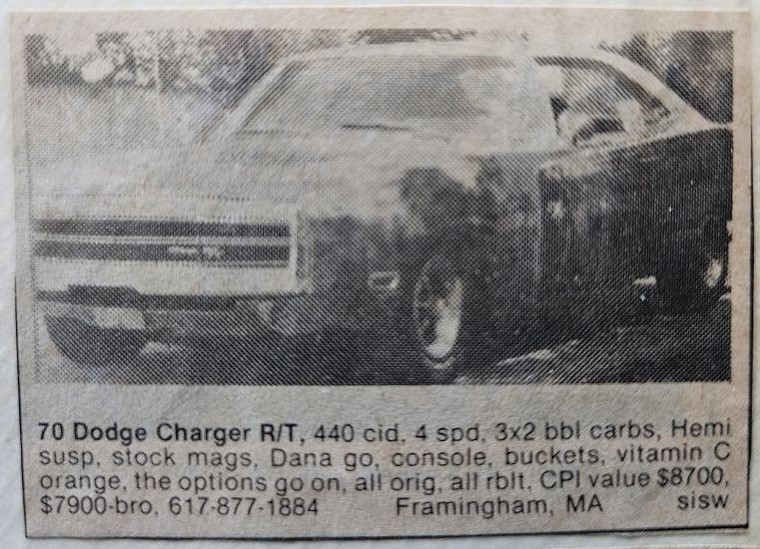 70 Dodge Charger R/T, 440 cid, 4 spd, 3x2 bbl carbs, Hemi
susp, stock mags, Dana go, console, buckets, vitamin C
orange, the options go on, all orig, all rblt, CPI value $8700,
$7900-bro, 617-877-1884 Framingham, MA sisw